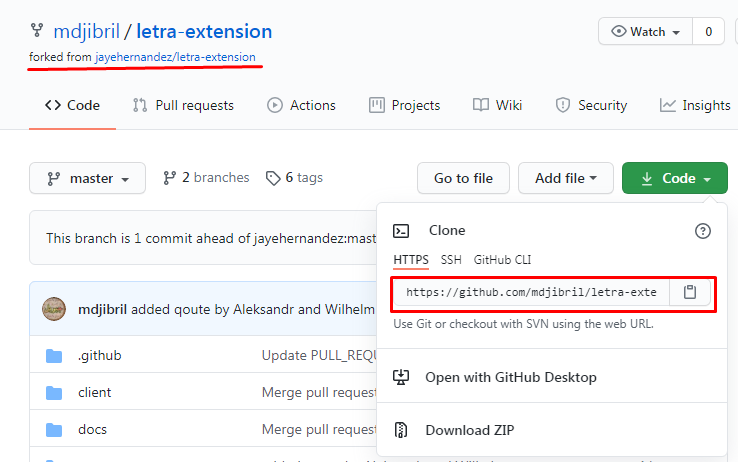 mdjibril / letra-extension
Watch 0
forked from jayehernandez/letra-extension
Code Pull requests Actions Projects Wiki Security Insights
master 2 branches 6 tags Go to file Add file Code
Clone
This branch is 1 commit ahead of jayehernandez:mast
HTTPS SSH GitHub CLI
https://github.com/mdjibril/letra-exte
mdjibril added qoute by Aleksandr and Wilhelm
Use Git or checkout with SVN using the web URL.
.github Update PULL_REQU
Open with GitHub Desktop
client Merge pull request
docs Merge pull request
Download ZIP